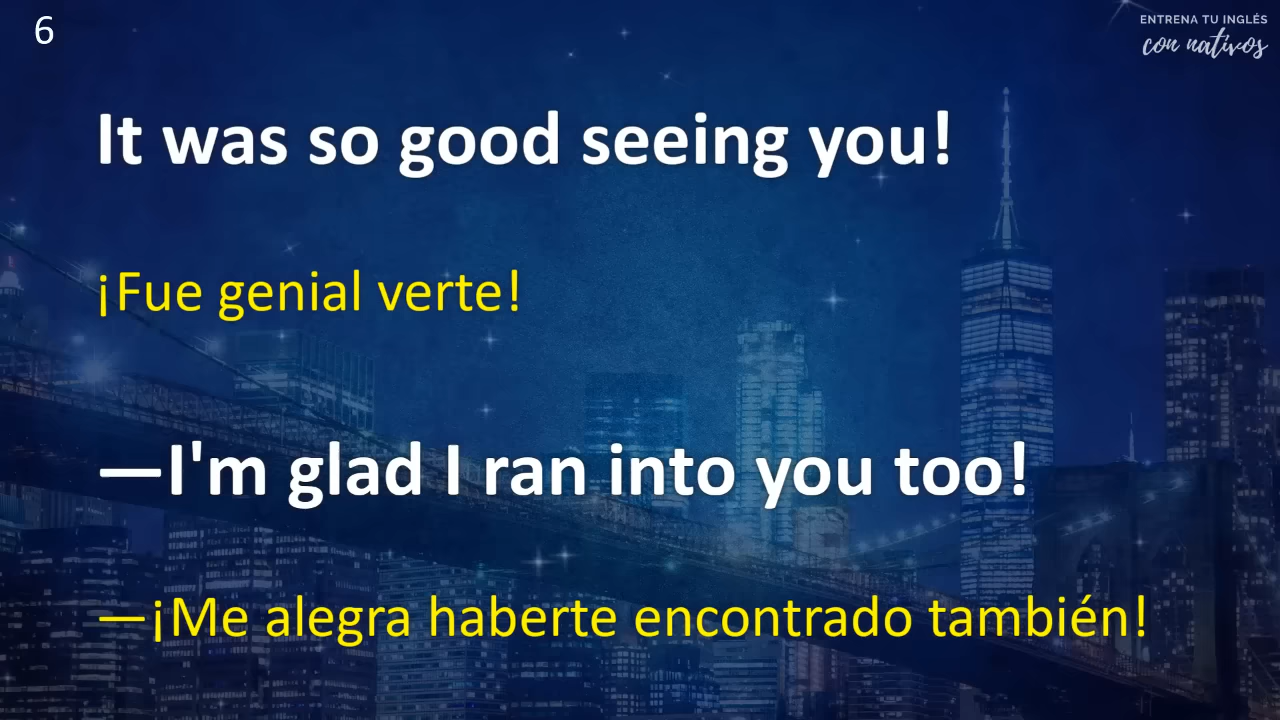 6
ENTRENA TU INGLÉS
con nativos
It was so good seeing you!
¡Fue genial verte!
—I'm glad I ran into you too!
—¡Me alegra haberte encontrado también!